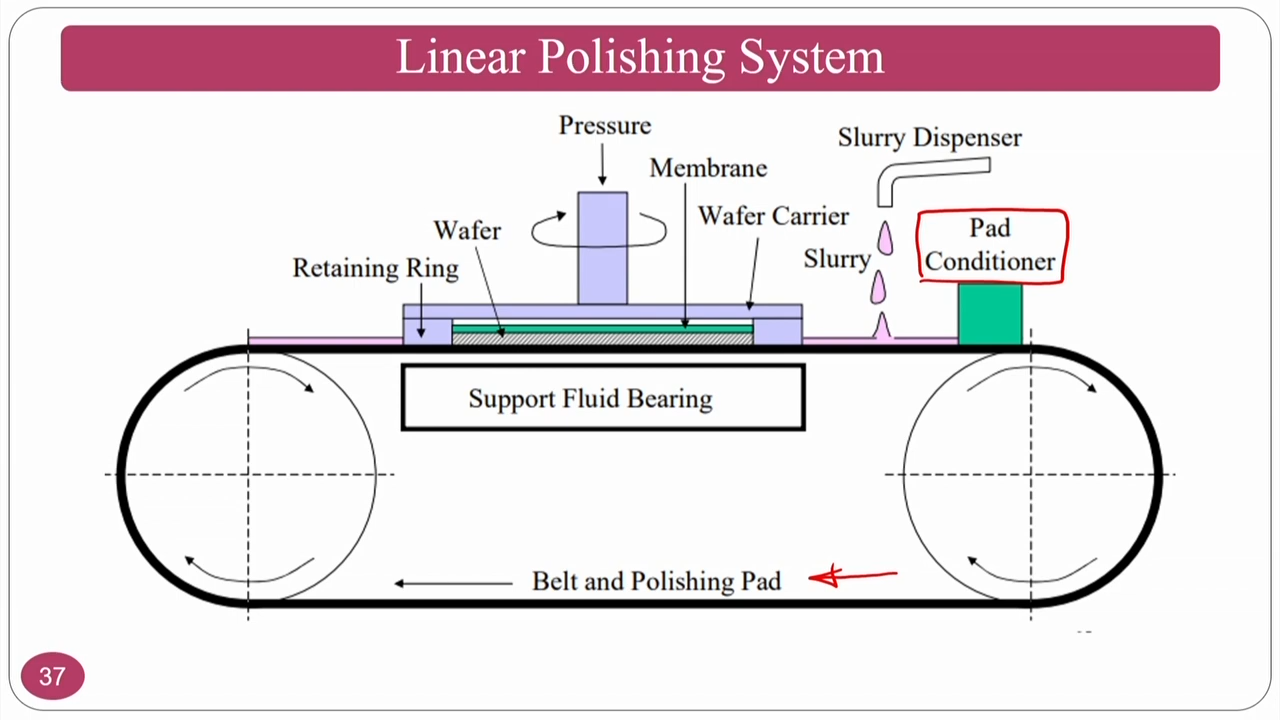 Linear Polishing System
Pressure
Slurry Dispenser
Membrane
Wafer Carrier
Wafer
Pad
Conditioner
Slurry
Retaining Ring
Support Fluid Bearing
Belt and Polishing Pad
37